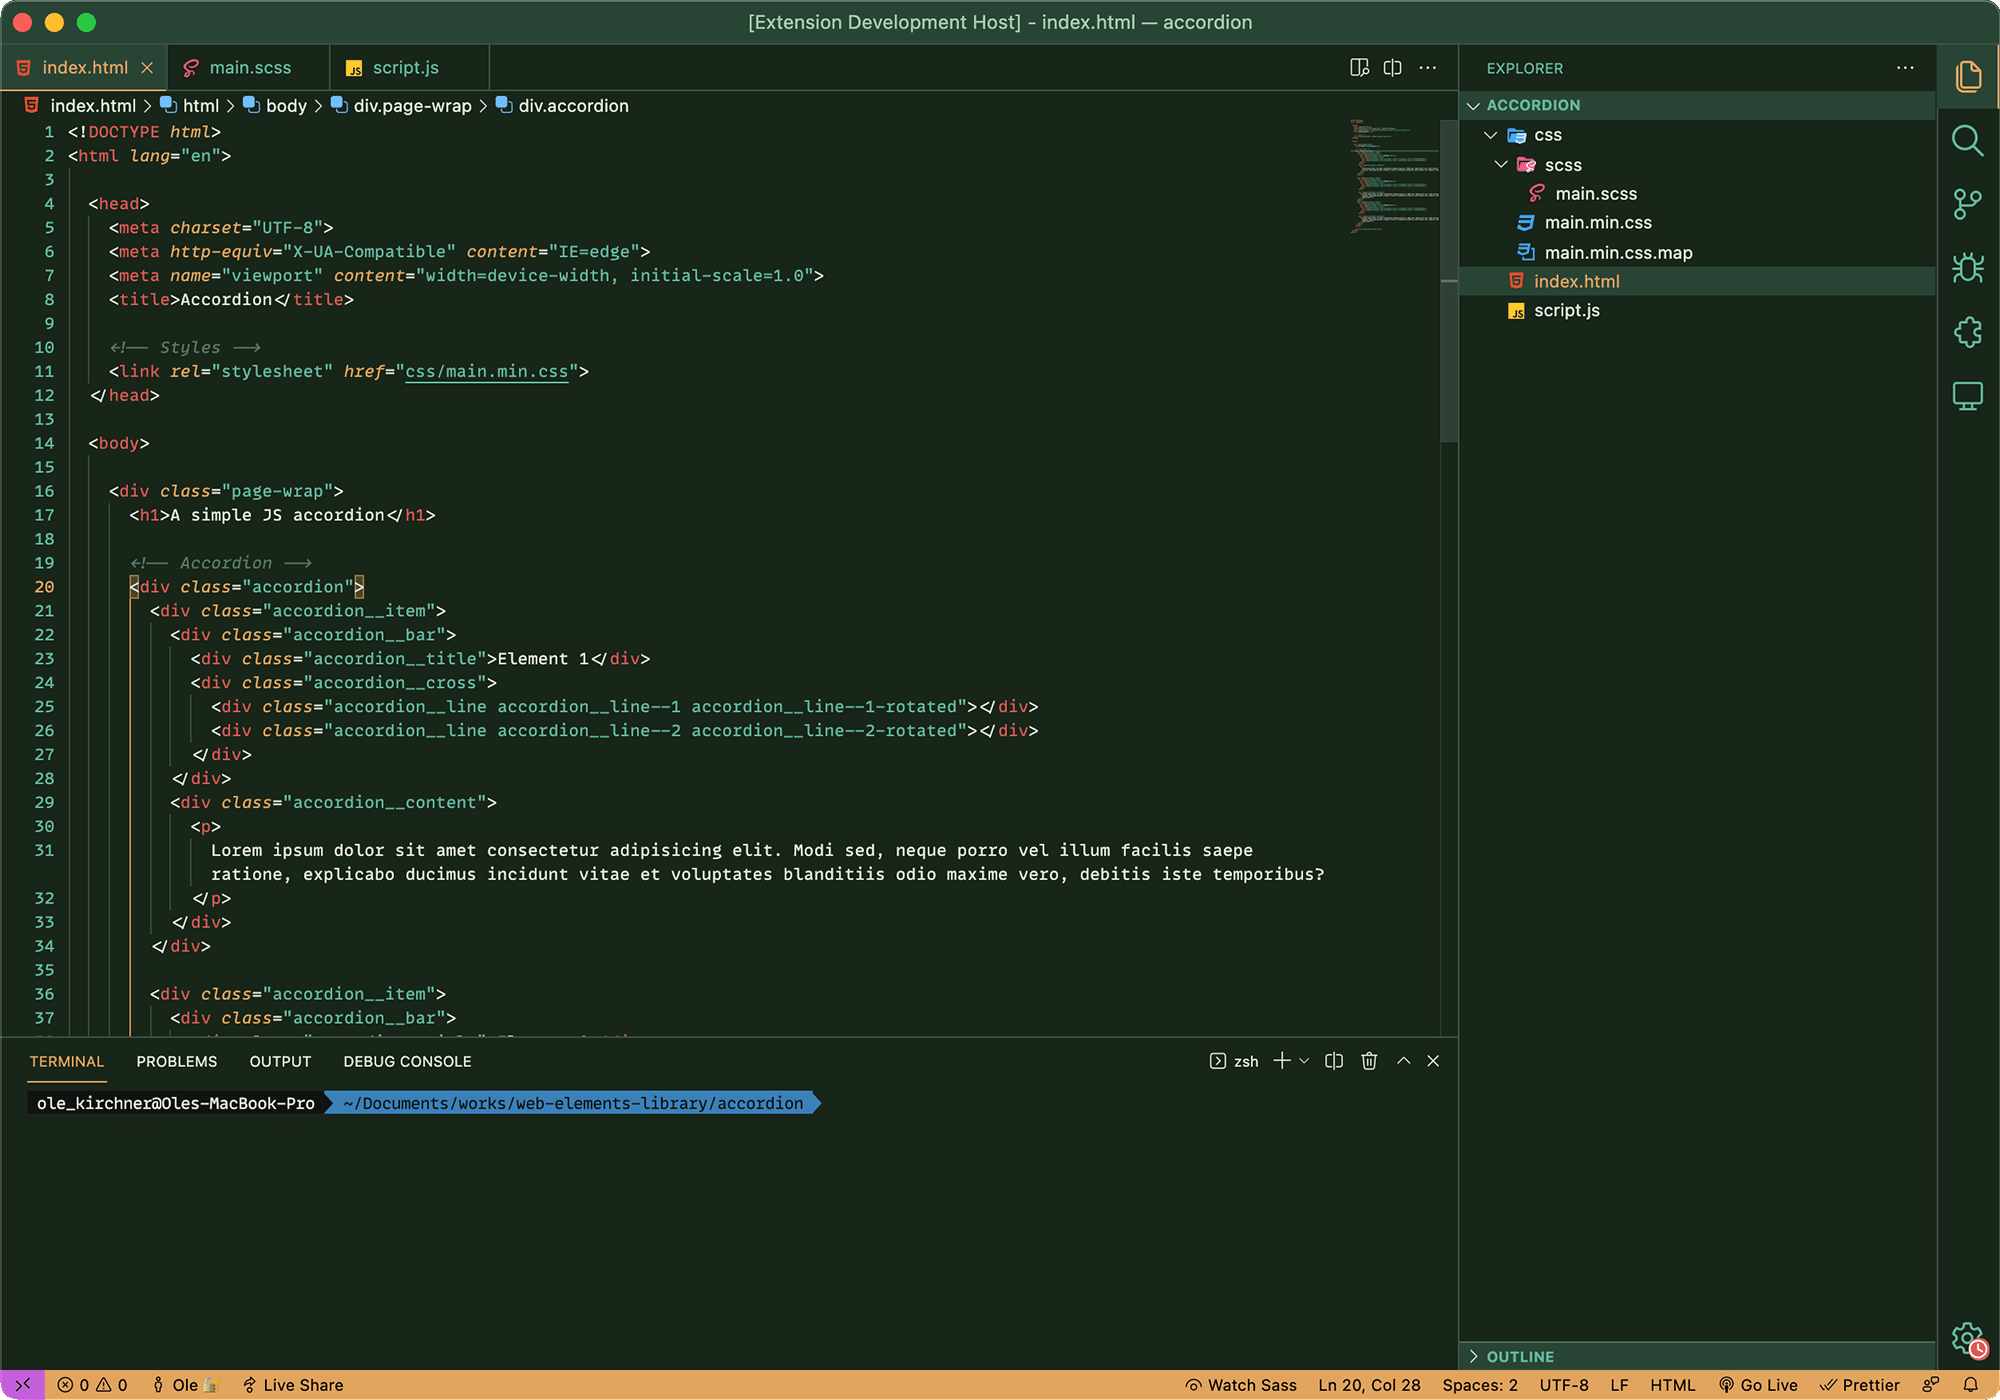 [Extension Development Host] - index.html — accordion
index.html
main.scss
script.js
index.html > html > body > div.page-wrap > div.accordion
1 <!DOCTYPE html>
2 <html lang="en">
3
4 <head>
5 <meta charset="UTF-8">
6 <meta http-equiv="X-UA-Compatible" content="IE=edge">
7 <meta name="viewport" content="width=device-width, initial-scale=1.0">
8 <title>Accordion</title>
9
10 <!-- Styles -->
11 <link rel="stylesheet" href="css/main.min.css">
12 </head>
13
14 <body>
15
16 <div class="page-wrap">
17 <h1>A simple JS accordion</h1>
18
19 <!-- Accordion -->
20 <div class="accordion">
21 <div class="accordion__item">
22 <div class="accordion__bar">
23 <div class="accordion__title">Element 1</div>
24 <div class="accordion__cross">
25 <div class="accordion__line accordion__line--1 accordion__line--1-rotated"></div>
26 <div class="accordion__line accordion__line--2 accordion__line--2-rotated"></div>
27 </div>
28 </div>
29 <div class="accordion__content">
30 <p>
31 Lorem ipsum dolor sit amet consectetur adipisicing elit. Modi sed, neque porro vel illum facilis saepe
ratione, explicabo ducimus incidunt vitae et voluptates blanditiis odio maxime vero, debitis iste temporibus?
32 </p>
33 </div>
34 </div>
35
36 <div class="accordion__item">
37 <div class="accordion__bar">
TERMINAL PROBLEMS OUTPUT DEBUG CONSOLE
zsh
ole_kirchner@Oles-MacBook-Pro ~/Documents/works/web-elements-library/accordion
EXPLORER
ACCORDION
css
scss
main.scss
main.min.css
main.min.css.map
index.html
script.js
OUTLINE
0 0 Ole Live Share
Watch Sass Ln 20, Col 28 Spaces: 2 UTF-8 LF HTML Go Live Prettier